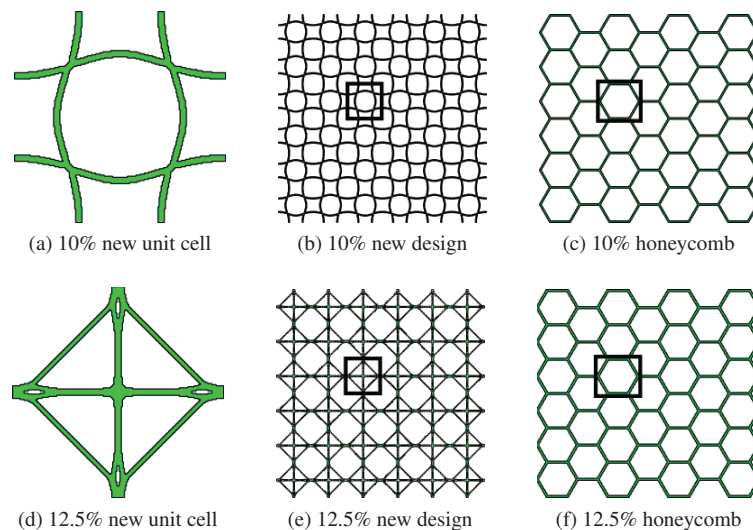 (a) 10% new unit cell
(b) 10% new design
(c) 10% honeycomb
(d) 12.5% new unit cell
(e) 12.5% new design
(f) 12.5% honeycomb